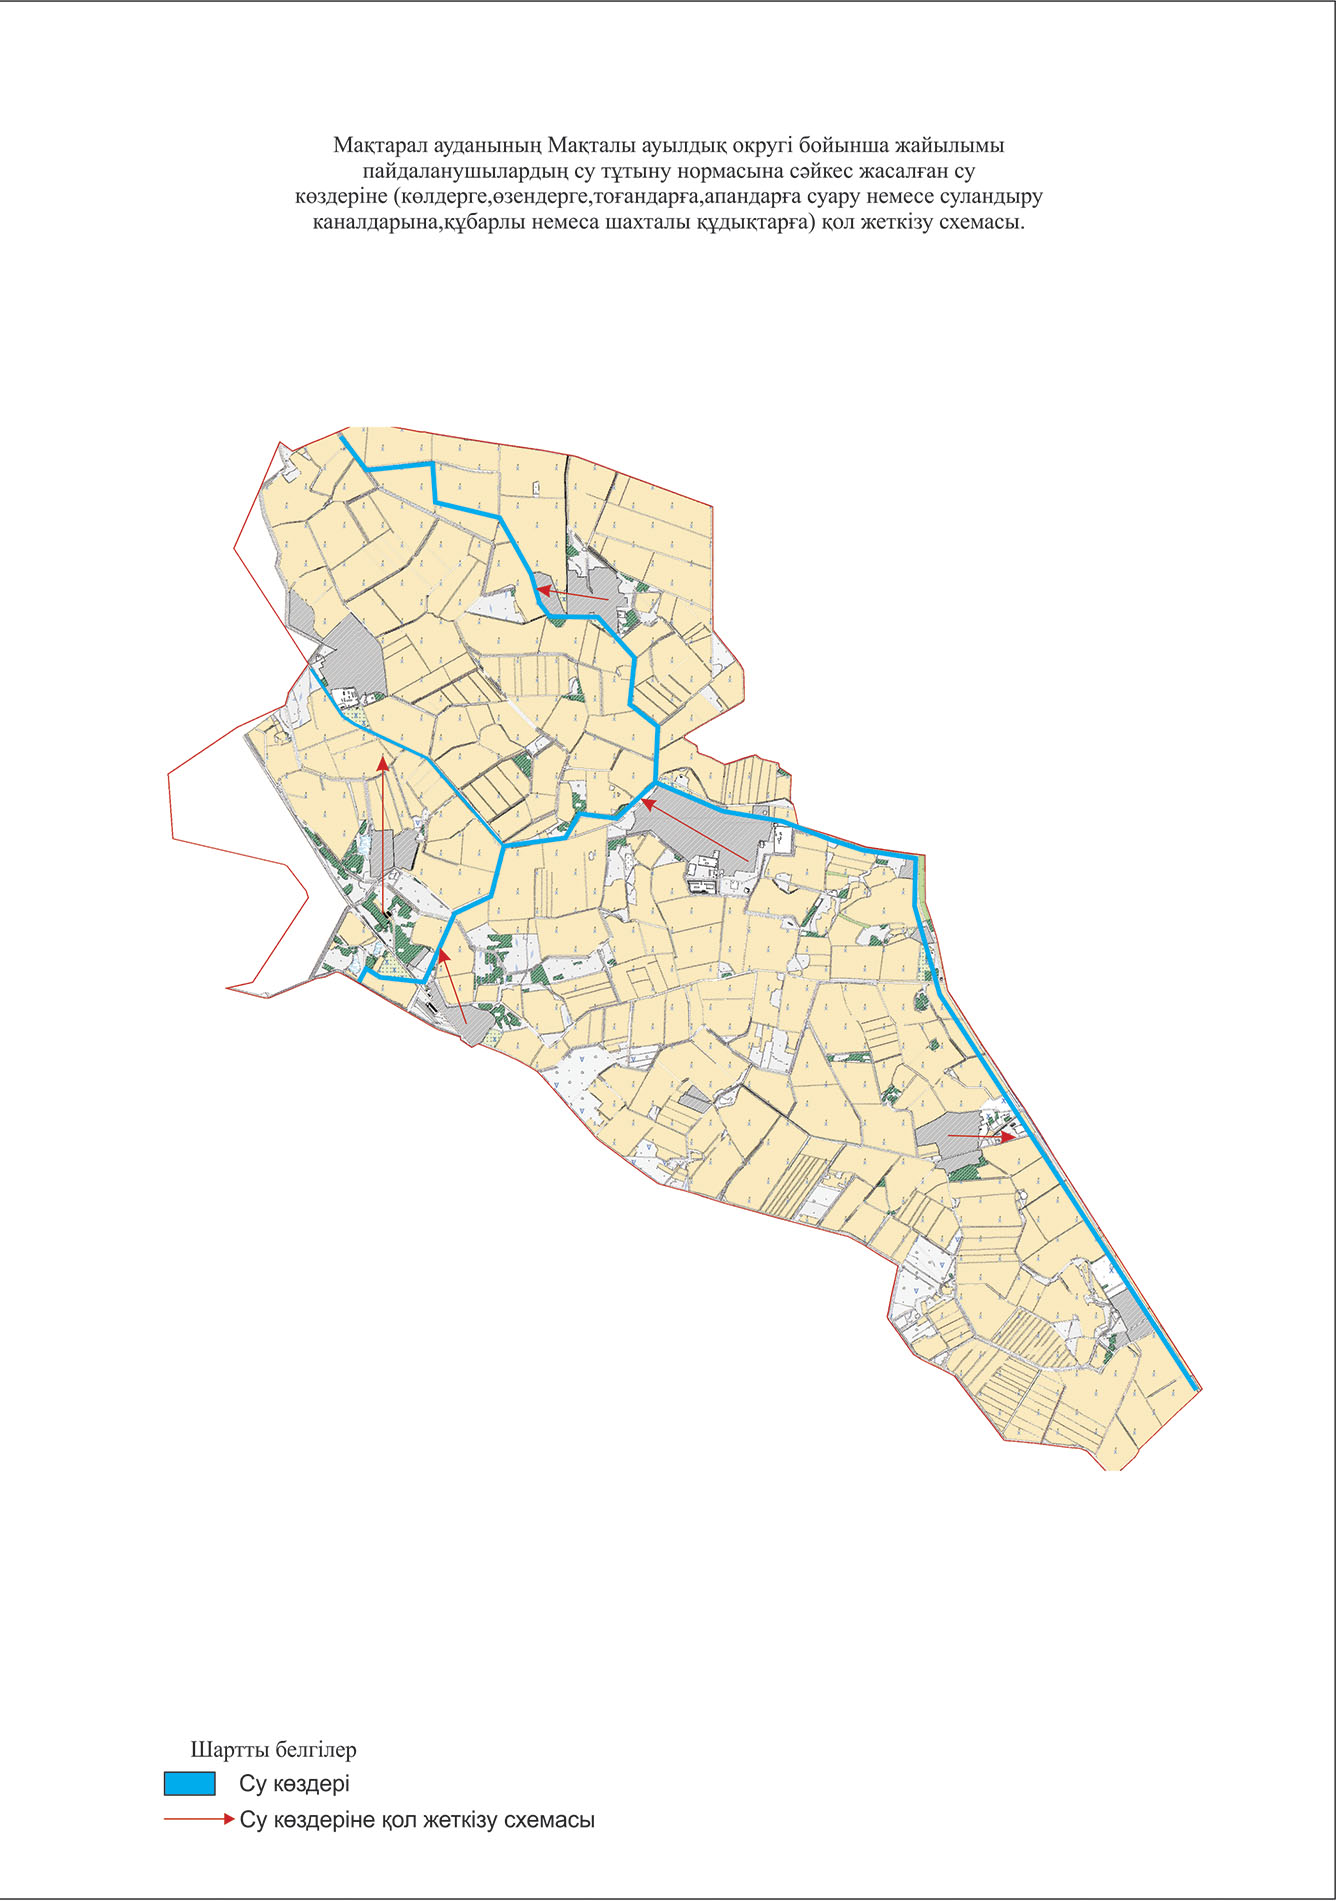 Мақтарал ауданының Мақталы ауылдық округі бойынша жайылымы
пайдаланушылардың су тұтыну нормасына сәйкес жасалған су
көздеріне (көлдерге,өзендерге,тоғандарға,апандарға суару немесе суландыру
каналдарына,құбарлы немеса шахталы құдықтарға) қол жеткізу схемасы.
Шартты белгілер
Су көздері
Су көздеріне қол жеткізу схемасы